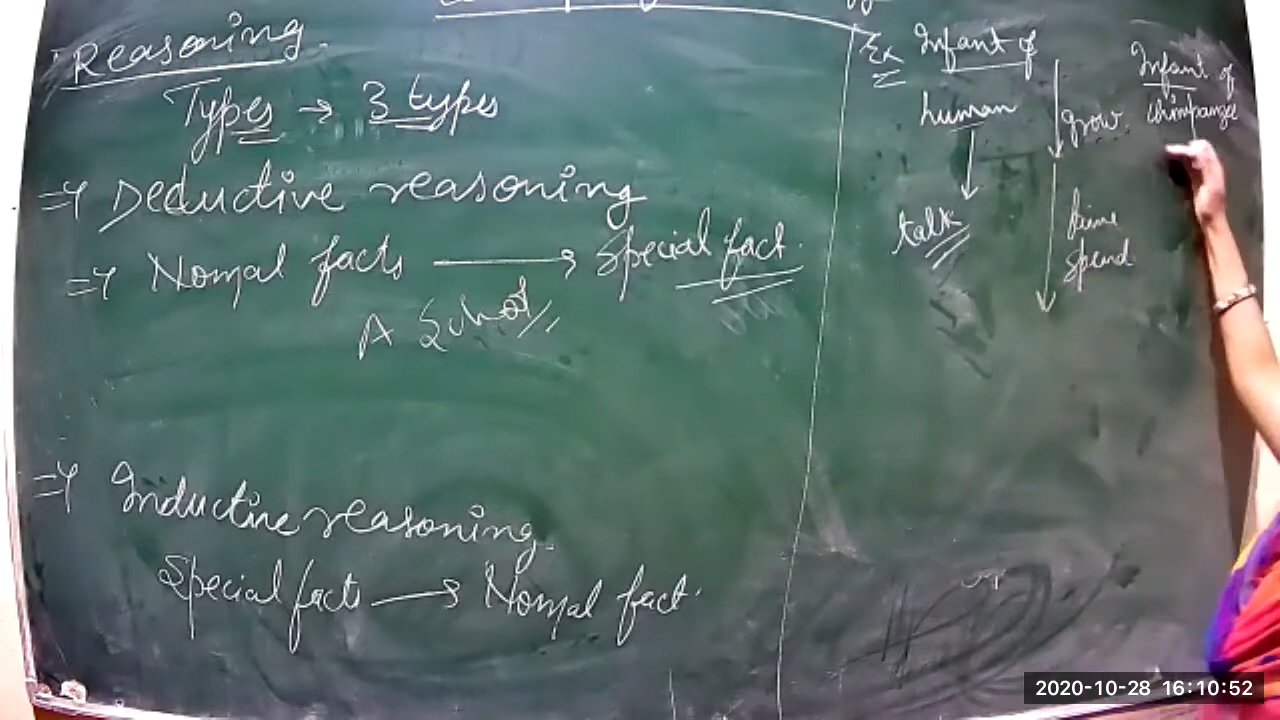 Reasoning.
Types → 3 types
⇒ Deductive reasoning
⇒ Nomal facts → Special fact.
A School
⇒ Inductive reasoning.
Special facts → Nomal fact.
Ex Infant of
human
talk
grow.
time
spend.
Infant of
chimpanzee
2020-10-28 16:10:52